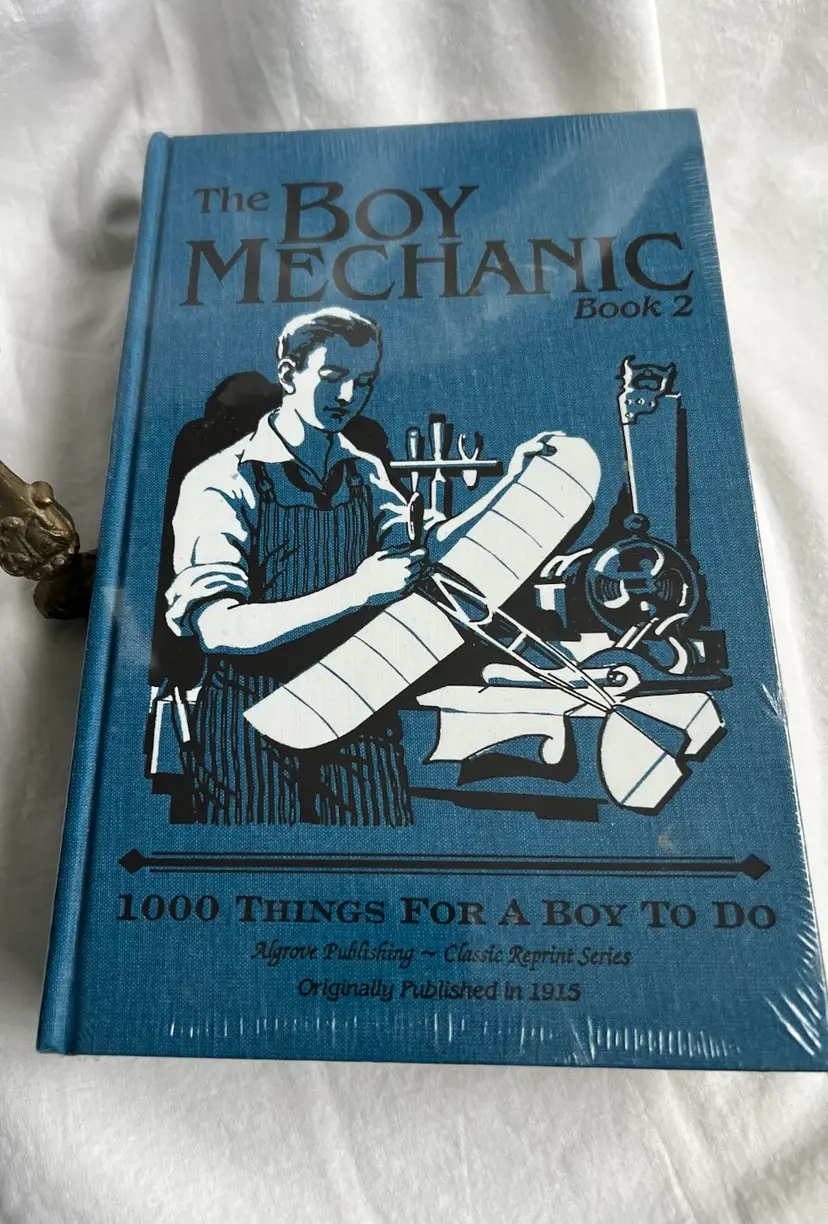 The BOY
MECHANIC
Book 2
1000 THINGS FOR A BOY TO DO
Algrove Publishing ~ Classic Reprint Series
Originally Published in 1915